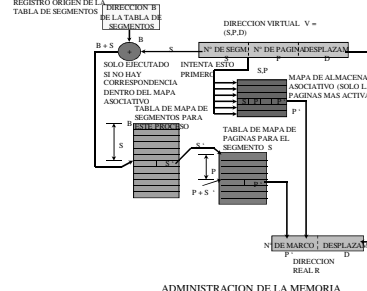 REGISTRO ORIGEN DE LA
TABLA DE SEGMENTOS
DIRECCION B
DE LA TABLA DE
SEGMENTOS
DIRECCION VIRTUAL V =
(S,P,D)
B
B + S
+
S
Nº DE SEGM
Nº DE PAGINA
DESPLAZAM
S
P
D
SOLO EJECUTADO
SI NO HAY
CORRESPONDENCIA
DENTRO DEL MAPA
ASOCIATIVO
INTENTA ESTO
PRIMERO
S,P
MAPA DE ALMACENA
ASOCIATIVO (SOLO L
PAGINAS MAS ACTIVA
S
P
P '
P '
TABLA DE MAPA DE
SEGMENTOS PARA
ESTE PROCESO
B
S
S '
S '
TABLA DE MAPA DE
PAGINAS PARA EL
SEGMENTO S
P
P '
P + S '
Nº DE MARCO
DESPLAZA
P '
D
DIRECCION
REAL R
ADMINISTRACION DE LA MEMORIA